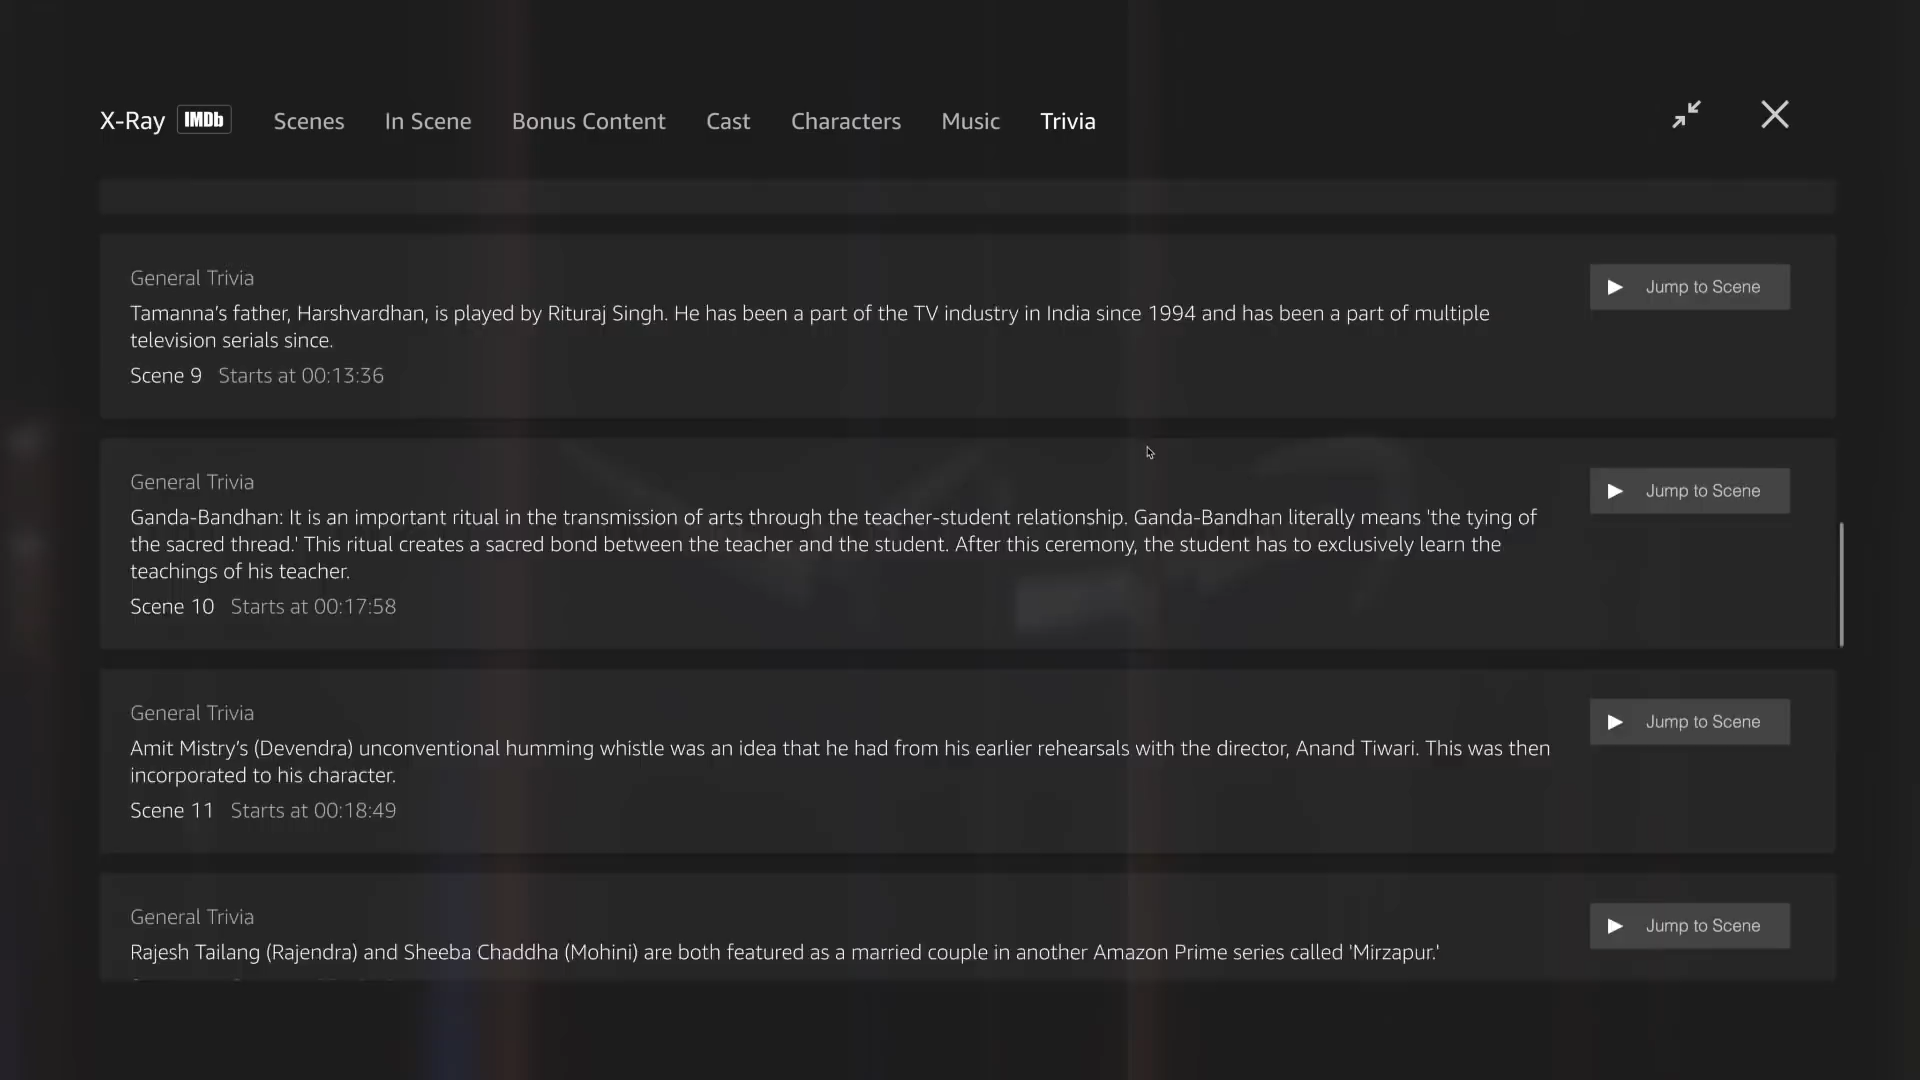 X-Ray IMDb Scenes In Scene Bonus Content Cast Characters Music Trivia
General Trivia
Jump to Scene
Tamanna’s father, Harshvardhan, is played by Rituraj Singh. He has been a part of the TV industry in India since 1994 and has been a part of multiple
television serials since.
Scene 9 Starts at 00:13:36
General Trivia
Jump to Scene
Ganda-Bandhan: It is an important ritual in the transmission of arts through the teacher-student relationship. Ganda-Bandhan literally means 'the tying of
the sacred thread.' This ritual creates a sacred bond between the teacher and the student. After this ceremony, the student has to exclusively learn the
teachings of his teacher.
Scene 10 Starts at 00:17:58
General Trivia
Jump to Scene
Amit Mistry’s (Devendra) unconventional humming whistle was an idea that he had from his earlier rehearsals with the director, Anand Tiwari. This was then
incorporated to his character.
Scene 11 Starts at 00:18:49
General Trivia
Jump to Scene
Rajesh Tailang (Rajendra) and Sheeba Chaddha (Mohini) are both featured as a married couple in another Amazon Prime series called 'Mirzapur.'